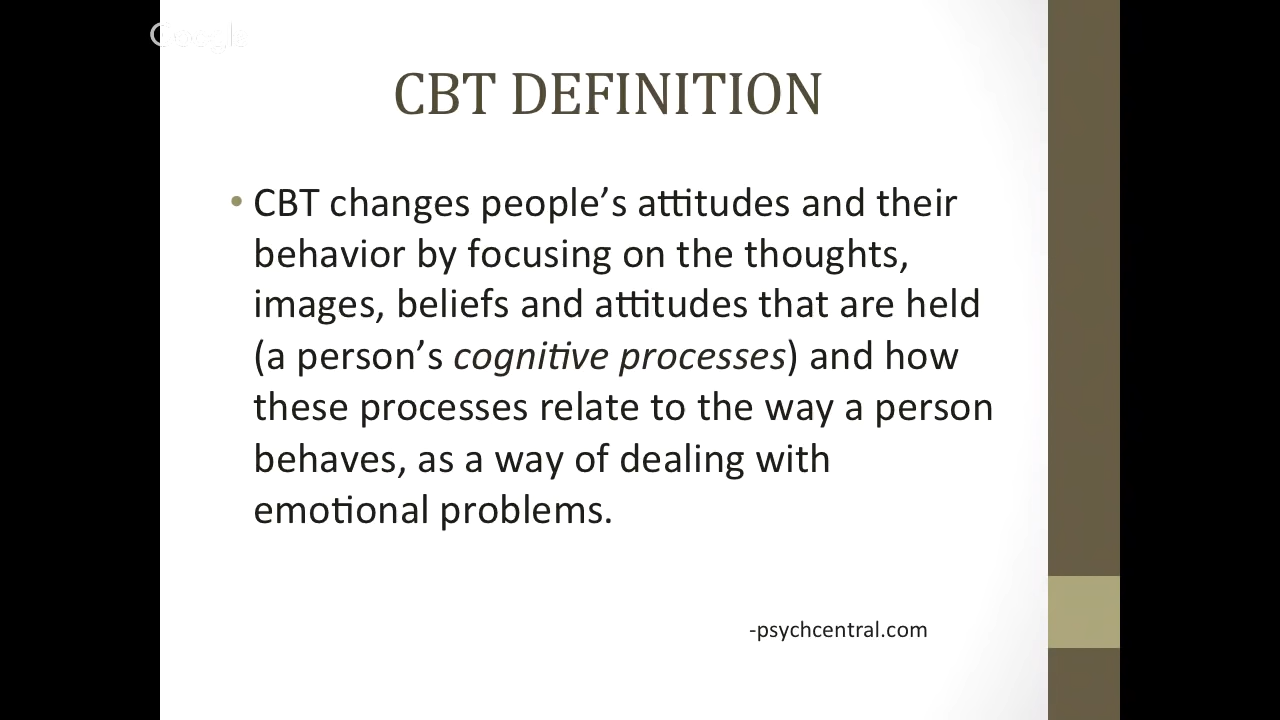 Google
CBT DEFINITION
• CBT changes people’s attitudes and their
behavior by focusing on the thoughts,
images, beliefs and attitudes that are held
(a person’s cognitive processes) and how
these processes relate to the way a person
behaves, as a way of dealing with
emotional problems.
-psychcentral.com